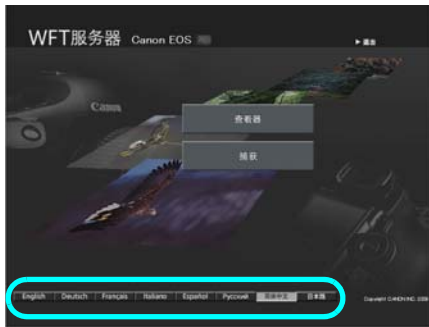 WFT服务器 Canon EOS
▶ 退出
Canon
查看器
捕获
English Deutsch Français Italiano Español Русский 简体中文 日本語
Copyright CANON INC. 2009